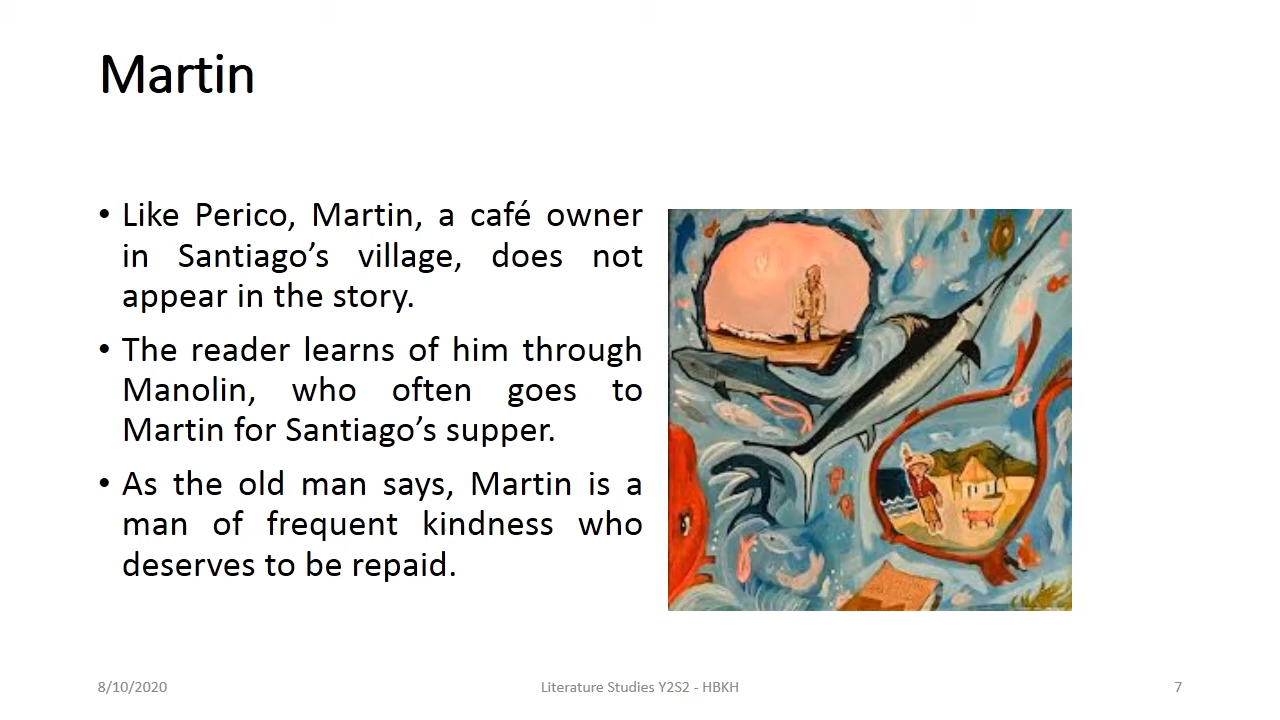 Martin
• Like Perico, Martin, a café owner
in Santiago’s village, does not
appear in the story.
• The reader learns of him through
Manolin, who often goes to
Martin for Santiago’s supper.
• As the old man says, Martin is a
man of frequent kindness who
deserves to be repaid.
8/10/2020
Literature Studies Y2S2 - HBKH
7